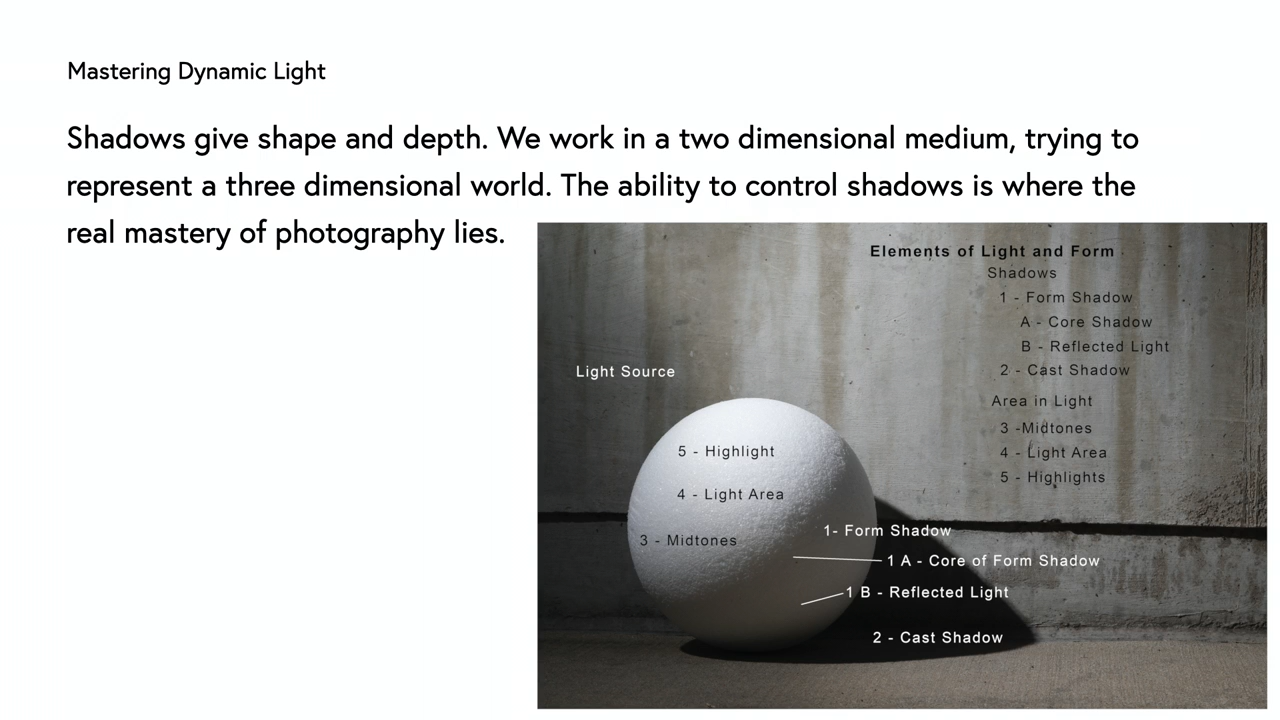 Mastering Dynamic Light
Shadows give shape and depth. We work in a two dimensional medium, trying to
represent a three dimensional world. The ability to control shadows is where the
real mastery of photography lies.
Elements of Light and Form
Shadows
1 - Form Shadow
A - Core Shadow
B - Reflected Light
2 - Cast Shadow
Area in Light
3 -Midtones
4 - Light Area
5 - Highlights
Light Source
5 - Highlight
4 - Light Area
3 - Midtones
1- Form Shadow
1 A - Core of Form Shadow
1 B - Reflected Light
2 - Cast Shadow